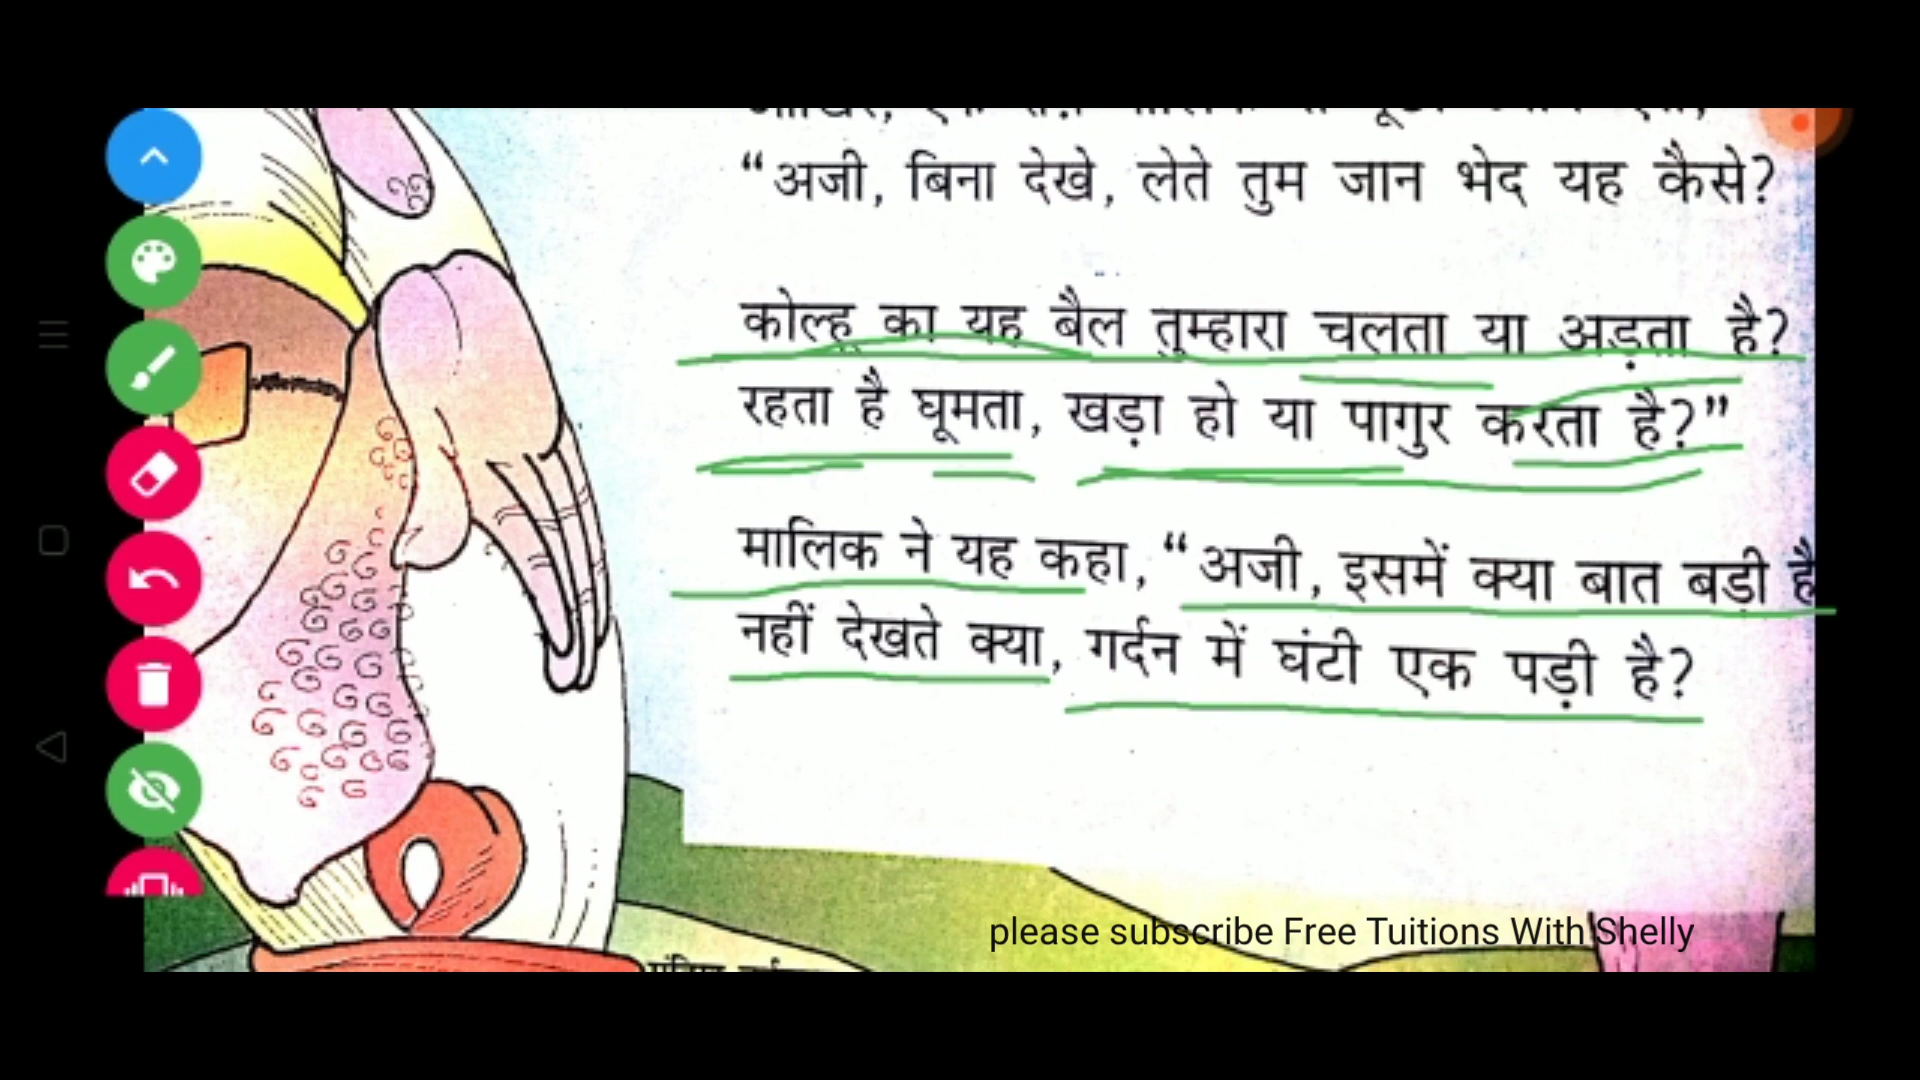 “अजी, बिना देखे, लेते तुम जान भेद यह कैसे?
कोल्हू का यह बैल तुम्हारा चलता या अड़ता है?
रहता है घूमता, खड़ा हो या पागुर करता है?”
मालिक ने यह कहा, “अजी, इसमें क्या बात बड़ी है
नहीं देखते क्या, गर्दन में घंटी एक पड़ी है?
please subscribe Free Tuitions With Shelly